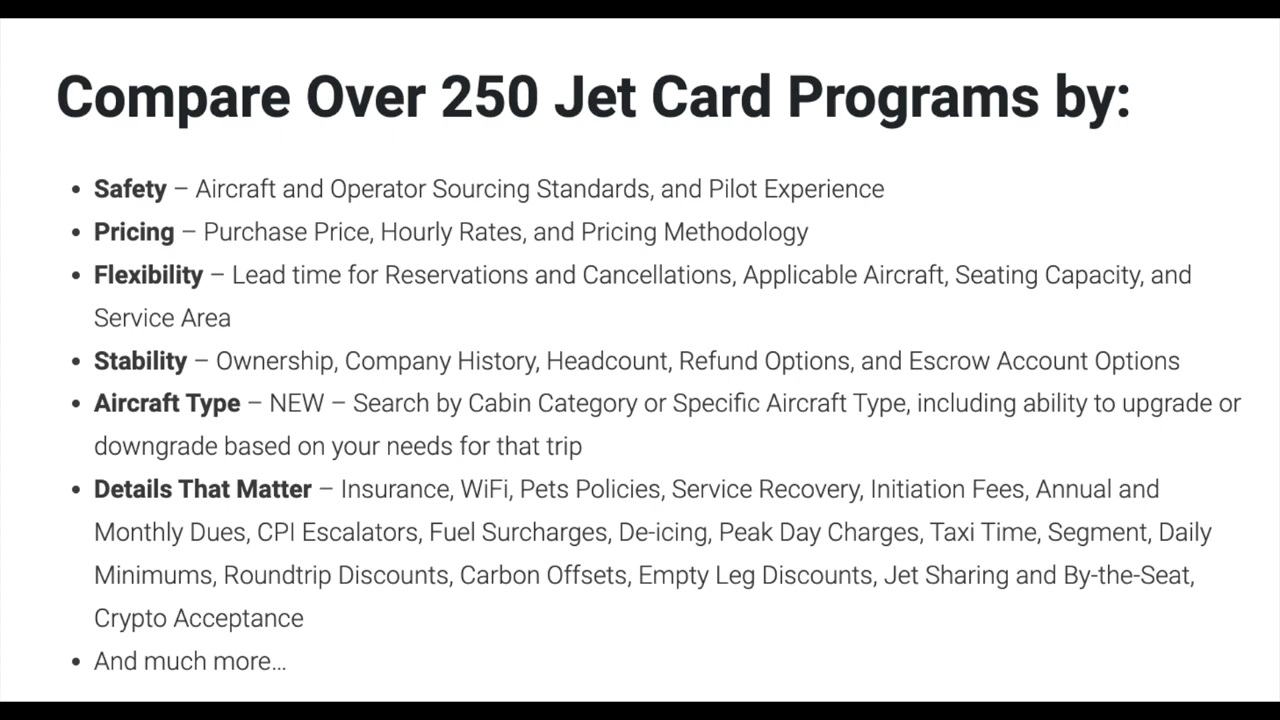 Compare Over 250 Jet Card Programs by:
• Safety – Aircraft and Operator Sourcing Standards, and Pilot Experience
• Pricing – Purchase Price, Hourly Rates, and Pricing Methodology
• Flexibility – Lead time for Reservations and Cancellations, Applicable Aircraft, Seating Capacity, and
Service Area
• Stability – Ownership, Company History, Headcount, Refund Options, and Escrow Account Options
• Aircraft Type – NEW – Search by Cabin Category or Specific Aircraft Type, including ability to upgrade or
downgrade based on your needs for that trip
• Details That Matter – Insurance, WiFi, Pets Policies, Service Recovery, Initiation Fees, Annual and
Monthly Dues, CPI Escalators, Fuel Surcharges, De-icing, Peak Day Charges, Taxi Time, Segment, Daily
Minimums, Roundtrip Discounts, Carbon Offsets, Empty Leg Discounts, Jet Sharing and By-the-Seat,
Crypto Acceptance
• And much more…